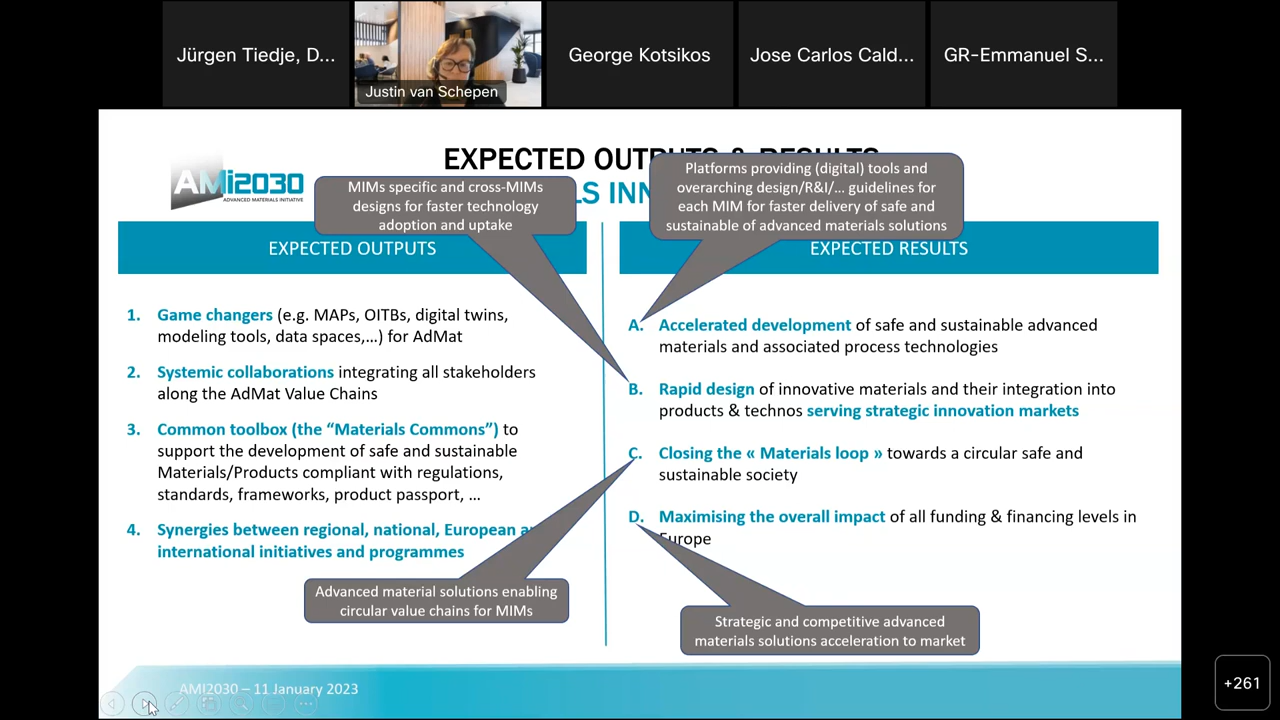 Jürgen Tiedje, D...
Justin van Schepen
George Kotsikos
Jose Carlos Cald...
GR-Emmanuel S...
AMi2030
ADVANCED MATERIALS INITIATIVE
EXPECTED OUTPUTS & RESULTS
LS INN
MIMs specific and cross-MIMs
designs for faster technology
adoption and uptake
Platforms providing (digital) tools and
overarching design/R&I/... guidelines for
each MIM for faster delivery of safe and
sustainable of advanced materials solutions
EXPECTED OUTPUTS
1. Game changers (e.g. MAPs, OITBs, digital twins,
modeling tools, data spaces,...) for AdMat
2. Systemic collaborations integrating all stakeholders
along the AdMat Value Chains
3. Common toolbox (the “Materials Commons”) to
support the development of safe and sustainable
Materials/Products compliant with regulations,
standards, frameworks, product passport, ...
4. Synergies between regional, national, European a
international initiatives and programmes
Advanced material solutions enabling
circular value chains for MIMs
EXPECTED RESULTS
A. Accelerated development of safe and sustainable advanced
materials and associated process technologies
B. Rapid design of innovative materials and their integration into
products & technos serving strategic innovation markets
C. Closing the « Materials loop » towards a circular safe and
sustainable society
D. Maximising the overall impact of all funding & financing levels in
Europe
Strategic and competitive advanced
materials solutions acceleration to market
AMI2030 – 11 January 2023
+261